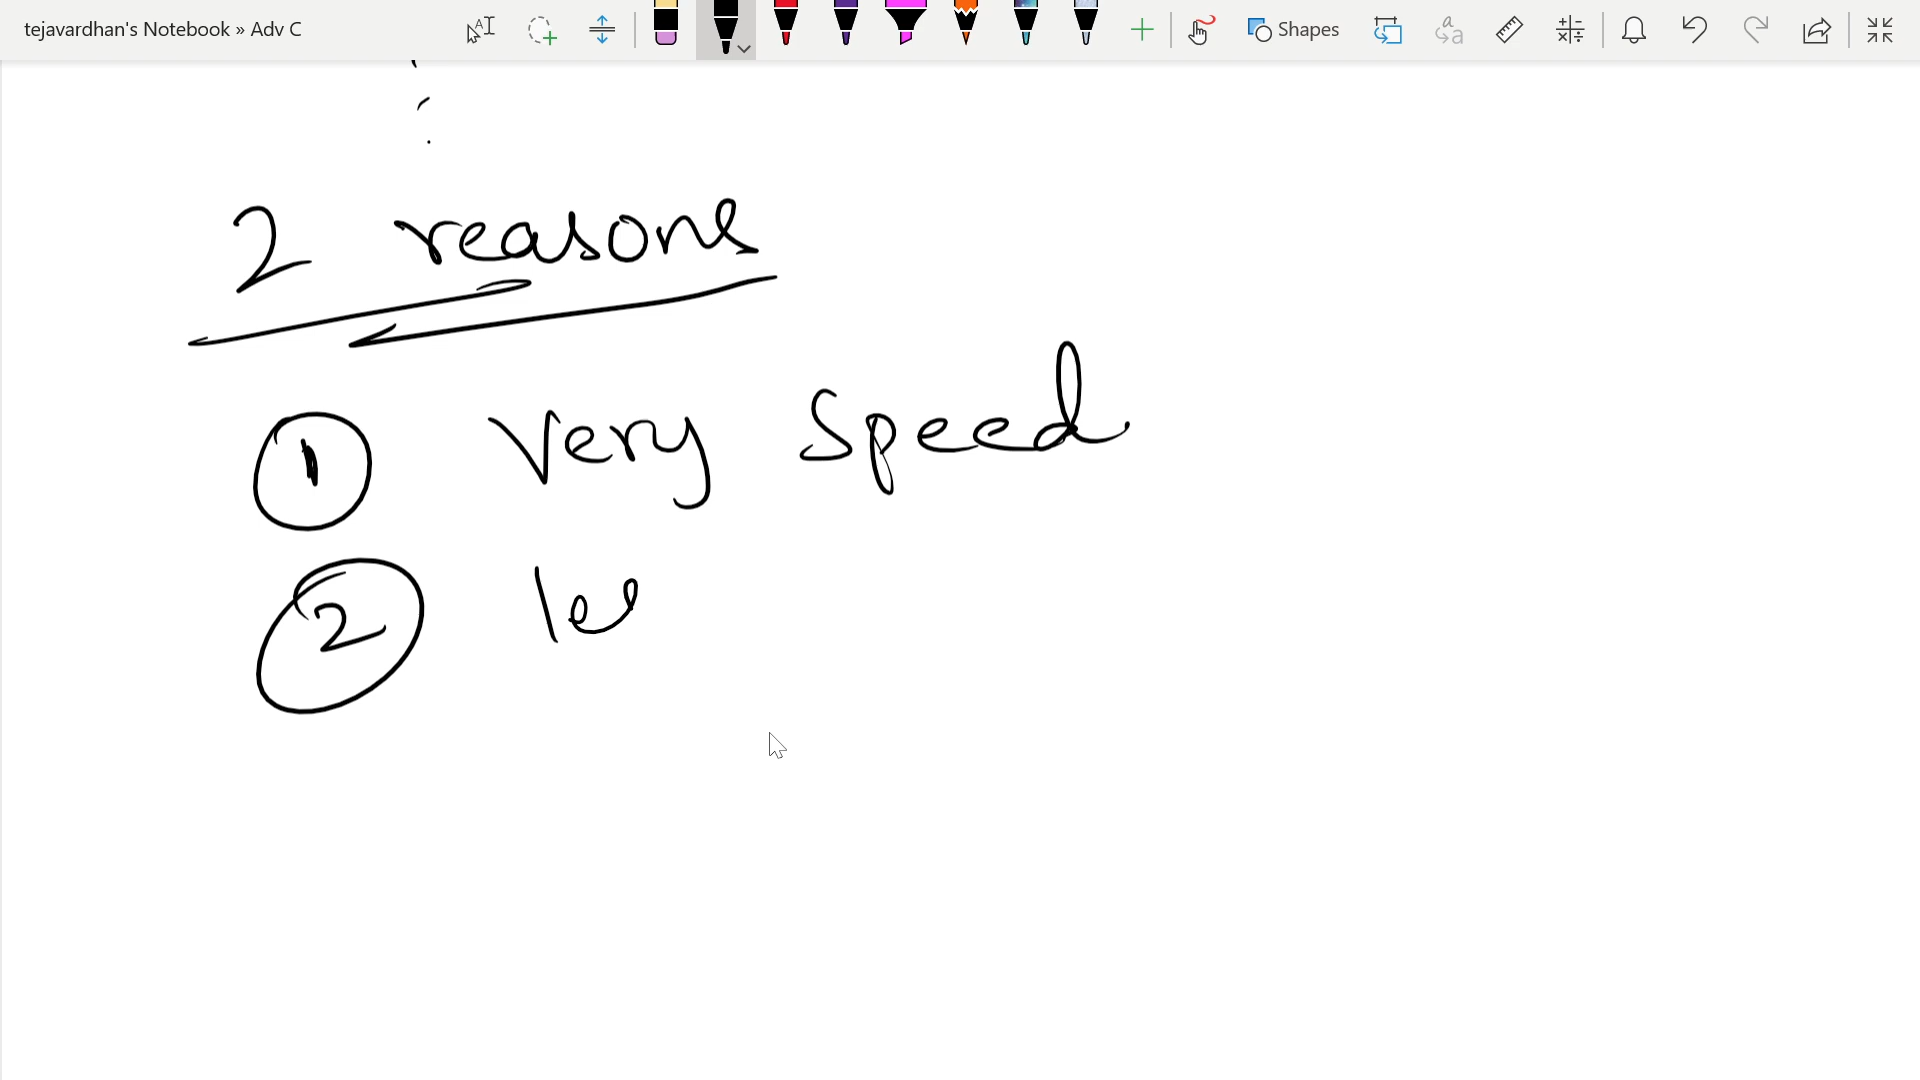 tejavardhan's Notebook » Adv C
Shapes
2 reasons
1 Very Speed
2